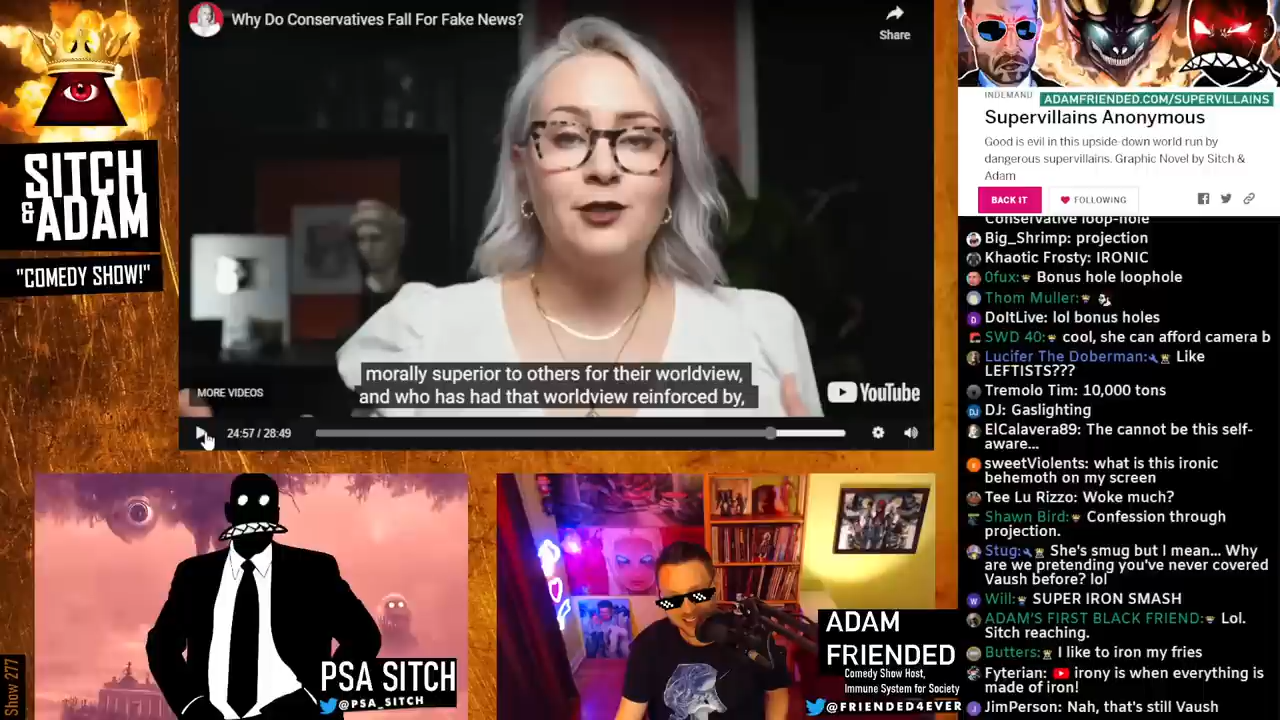 Why Do Conservatives Fall For Fake News?
Share
morally superior to others for their worldview,
and who has had that worldview reinforced by,
MORE VIDEOS
YouTube
24:57 / 28:49
SITCH
& ADAM
"COMEDY SHOW!"
Show 277
PSA SITCH
@PSA_SITCH
ADAM
FRIENDED
Comedy Show Host,
Immune System for Society
@FRIENDED4EVER
INDEMAND
ADAMFRIENDED.COM/SUPERVILLAINS
Supervillains Anonymous
Good is evil in this upside-down world run by
dangerous supervillains. Graphic Novel by Sitch &
Adam
BACK IT
FOLLOWING
Conservative loop-hole
Big_Shrimp: projection
Khaotic Frosty: IRONIC
0fux: Bonus hole loophole
Thom Muller:
DoItLive: lol bonus holes
SWD 40: cool, she can afford camera b
Lucifer The Doberman: Like
LEFTISTS???
Tremolo Tim: 10,000 tons
DJ: Gaslighting
ElCalavera89: The cannot be this self-
aware...
sweetViolents: what is this ironic
behemoth on my screen
Tee Lu Rizzo: Woke much?
Shawn Bird: Confession through
projection.
Stug: She's smug but I mean... Why
are we pretending you've never covered
Vaush before? lol
Will: SUPER IRON SMASH
ADAM'S FIRST BLACK FRIEND: Lol.
Sitch reaching.
Butters: I like to iron my fries
Fyterian: irony is when everything is
made of iron!
JimPerson: Nah, that's still Vaush